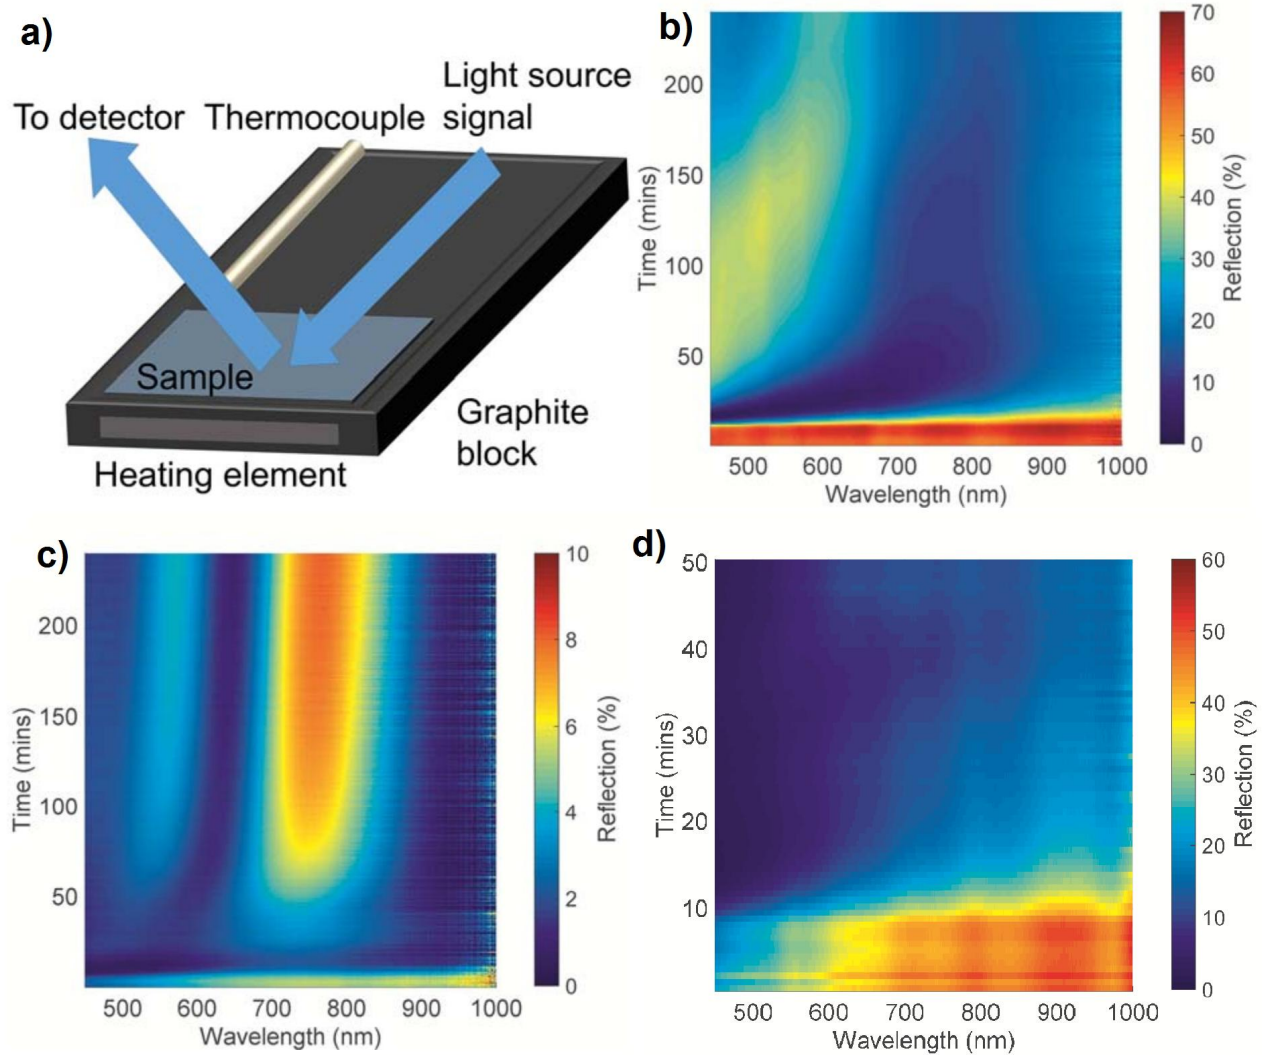 a)
To detector Thermocouple Light source signal
Sample
Graphite block
Heating element
b)
Time (mins)
200
150
100
50
500 600 700 800 900 1000
Wavelength (nm)
70
60
50
40
30
20
10
0
Reflection (%)
c)
Time (mins)
200
150
100
50
500 600 700 800 900 1000
Wavelength (nm)
10
8
6
4
2
0
Reflection (%)
d)
Time (mins)
50
40
30
20
10
500 600 700 800 900 1000
Wavelength (nm)
60
50
40
30
20
10
0
Reflection (%)